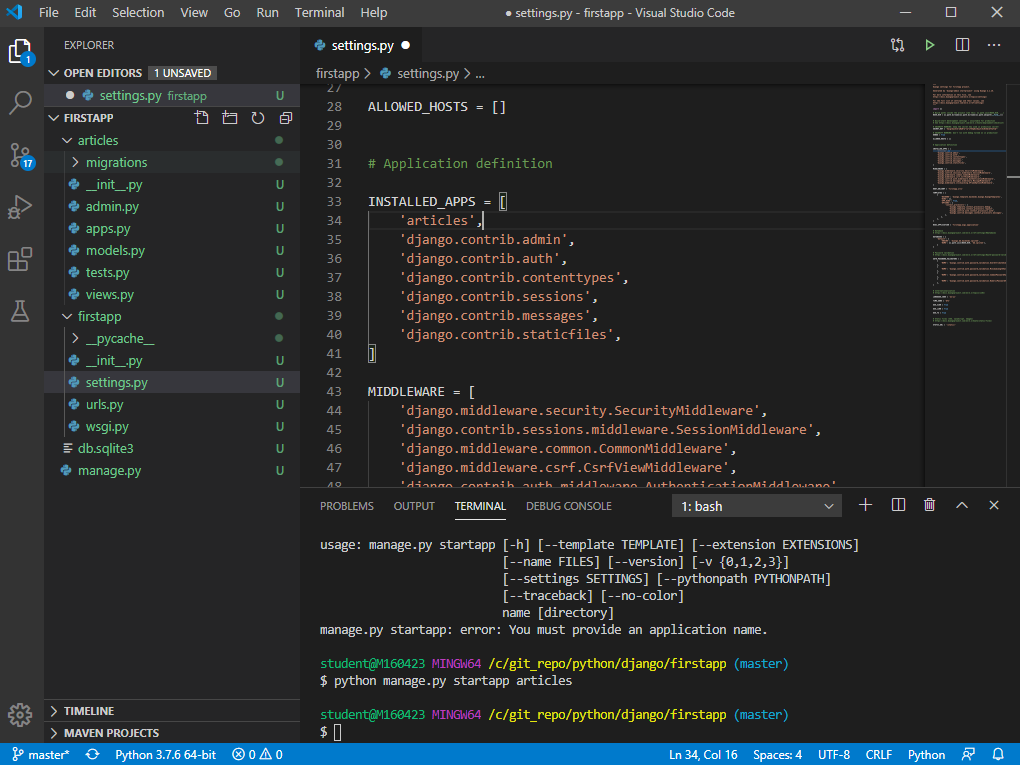 File Edit Selection View Go Run Terminal Help ● settings.py - firstapp - Visual Studio Code
EXPLORER
OPEN EDITORS 1 UNSAVED
● settings.py firstapp U
FIRSTAPP
articles
migrations
__init__.py U
admin.py U
apps.py U
models.py U
tests.py U
views.py U
firstapp
__pycache__
__init__.py U
settings.py U
urls.py U
wsgi.py U
db.sqlite3 U
manage.py U
TIMELINE
MAVEN PROJECTS
1
17
settings.py ●
firstapp > settings.py > ...
27
28 ALLOWED_HOSTS = []
29
30
31 # Application definition
32
33 INSTALLED_APPS = [
34 'articles',
35 'django.contrib.admin',
36 'django.contrib.auth',
37 'django.contrib.contenttypes',
38 'django.contrib.sessions',
39 'django.contrib.messages',
40 'django.contrib.staticfiles',
41 ]
42
43 MIDDLEWARE = [
44 'django.middleware.security.SecurityMiddleware',
45 'django.contrib.sessions.middleware.SessionMiddleware',
46 'django.middleware.common.CommonMiddleware',
47 'django.middleware.csrf.CsrfViewMiddleware',
48 'django.contrib.auth.middleware.AuthenticationMiddleware'
PROBLEMS OUTPUT TERMINAL DEBUG CONSOLE 1: bash
usage: manage.py startapp [-h] [--template TEMPLATE] [--extension EXTENSIONS]
[--name FILES] [--version] [-v {0,1,2,3}]
[--settings SETTINGS] [--pythonpath PYTHONPATH]
[--traceback] [--no-color]
name [directory]
manage.py startapp: error: You must provide an application name.
student@M160423 MINGW64 /c/git_repo/python/django/firstapp (master)
$ python manage.py startapp articles
student@M160423 MINGW64 /c/git_repo/python/django/firstapp (master)
$
master* Python 3.7.6 64-bit 0 0 Ln 34, Col 16 Spaces: 4 UTF-8 CRLF Python